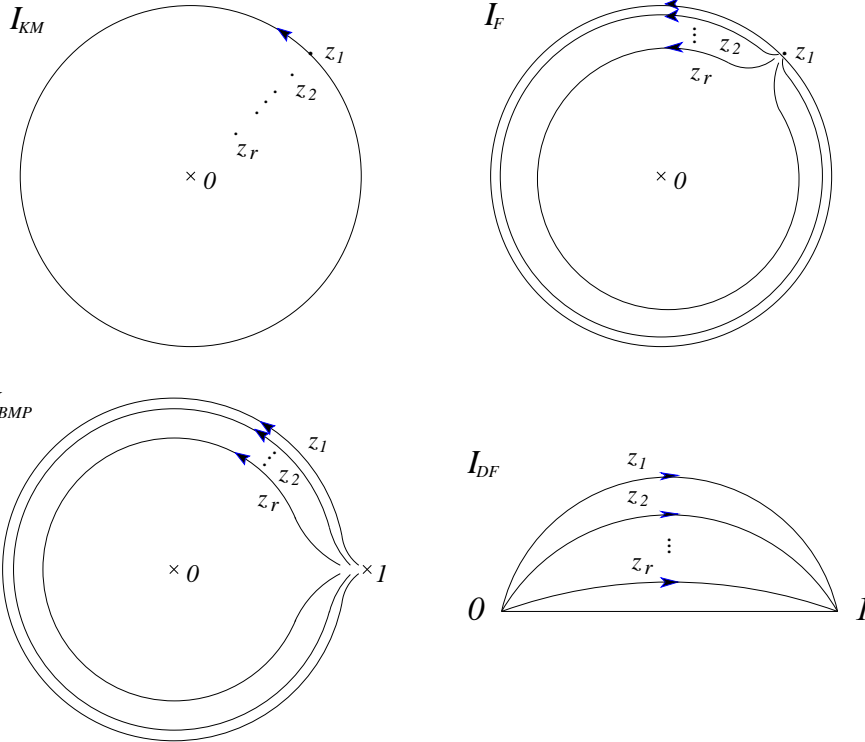 I_KM
z_1
z_2
z_r
× 0
I_F
z_1
z_2
z_r
× 0
BMP
z_1
z_2
z_r
× 0
× 1
I_DF
z_1
z_2
z_r
0